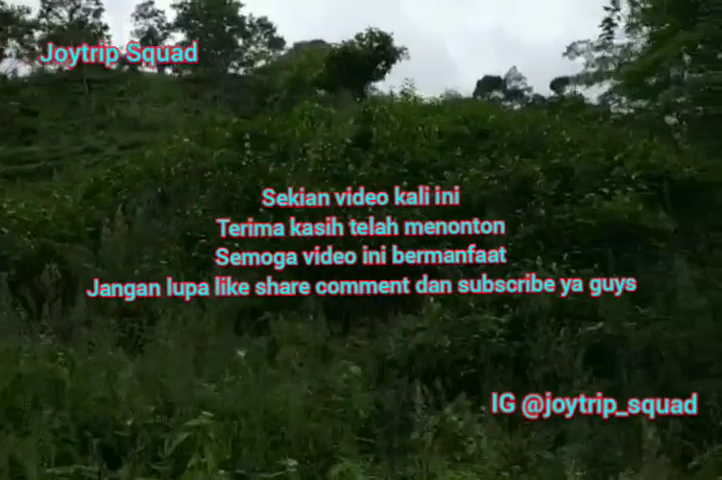 Joytrip Squad
Sekian video kali ini
Terima kasih telah menonton
Semoga video ini bermanfaat
Jangan lupa like share comment dan subscribe ya guys
IG @joytrip_squad